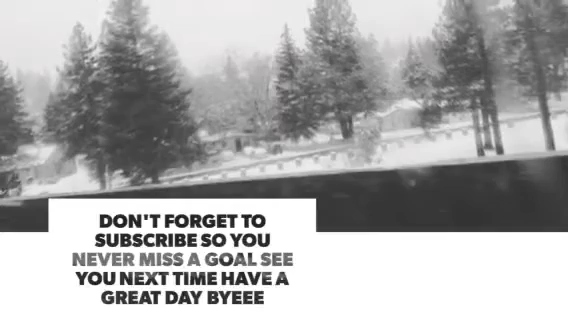 DON'T FORGET TO
SUBSCRIBE SO YOU
NEVER MISS A GOAL SEE
YOU NEXT TIME HAVE A
GREAT DAY BYEEE